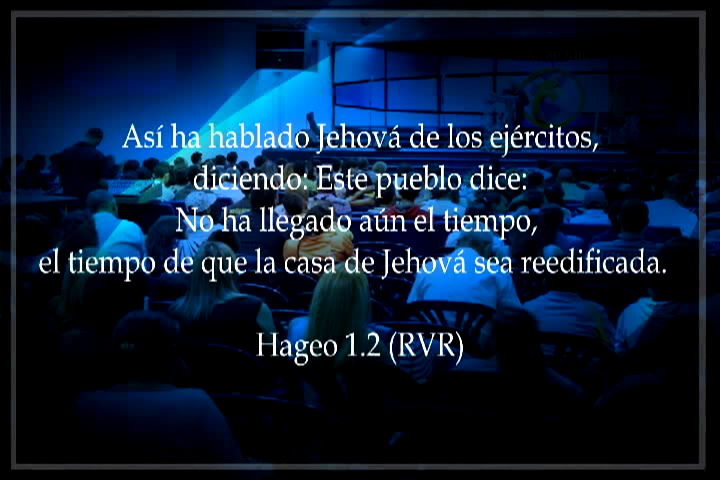 Así ha hablado Jehová de los ejércitos,
diciendo: Este pueblo dice:
No ha llegado aún el tiempo,
el tiempo de que la casa de Jehová sea reedificada.
Hageo 1.2 (RVR)